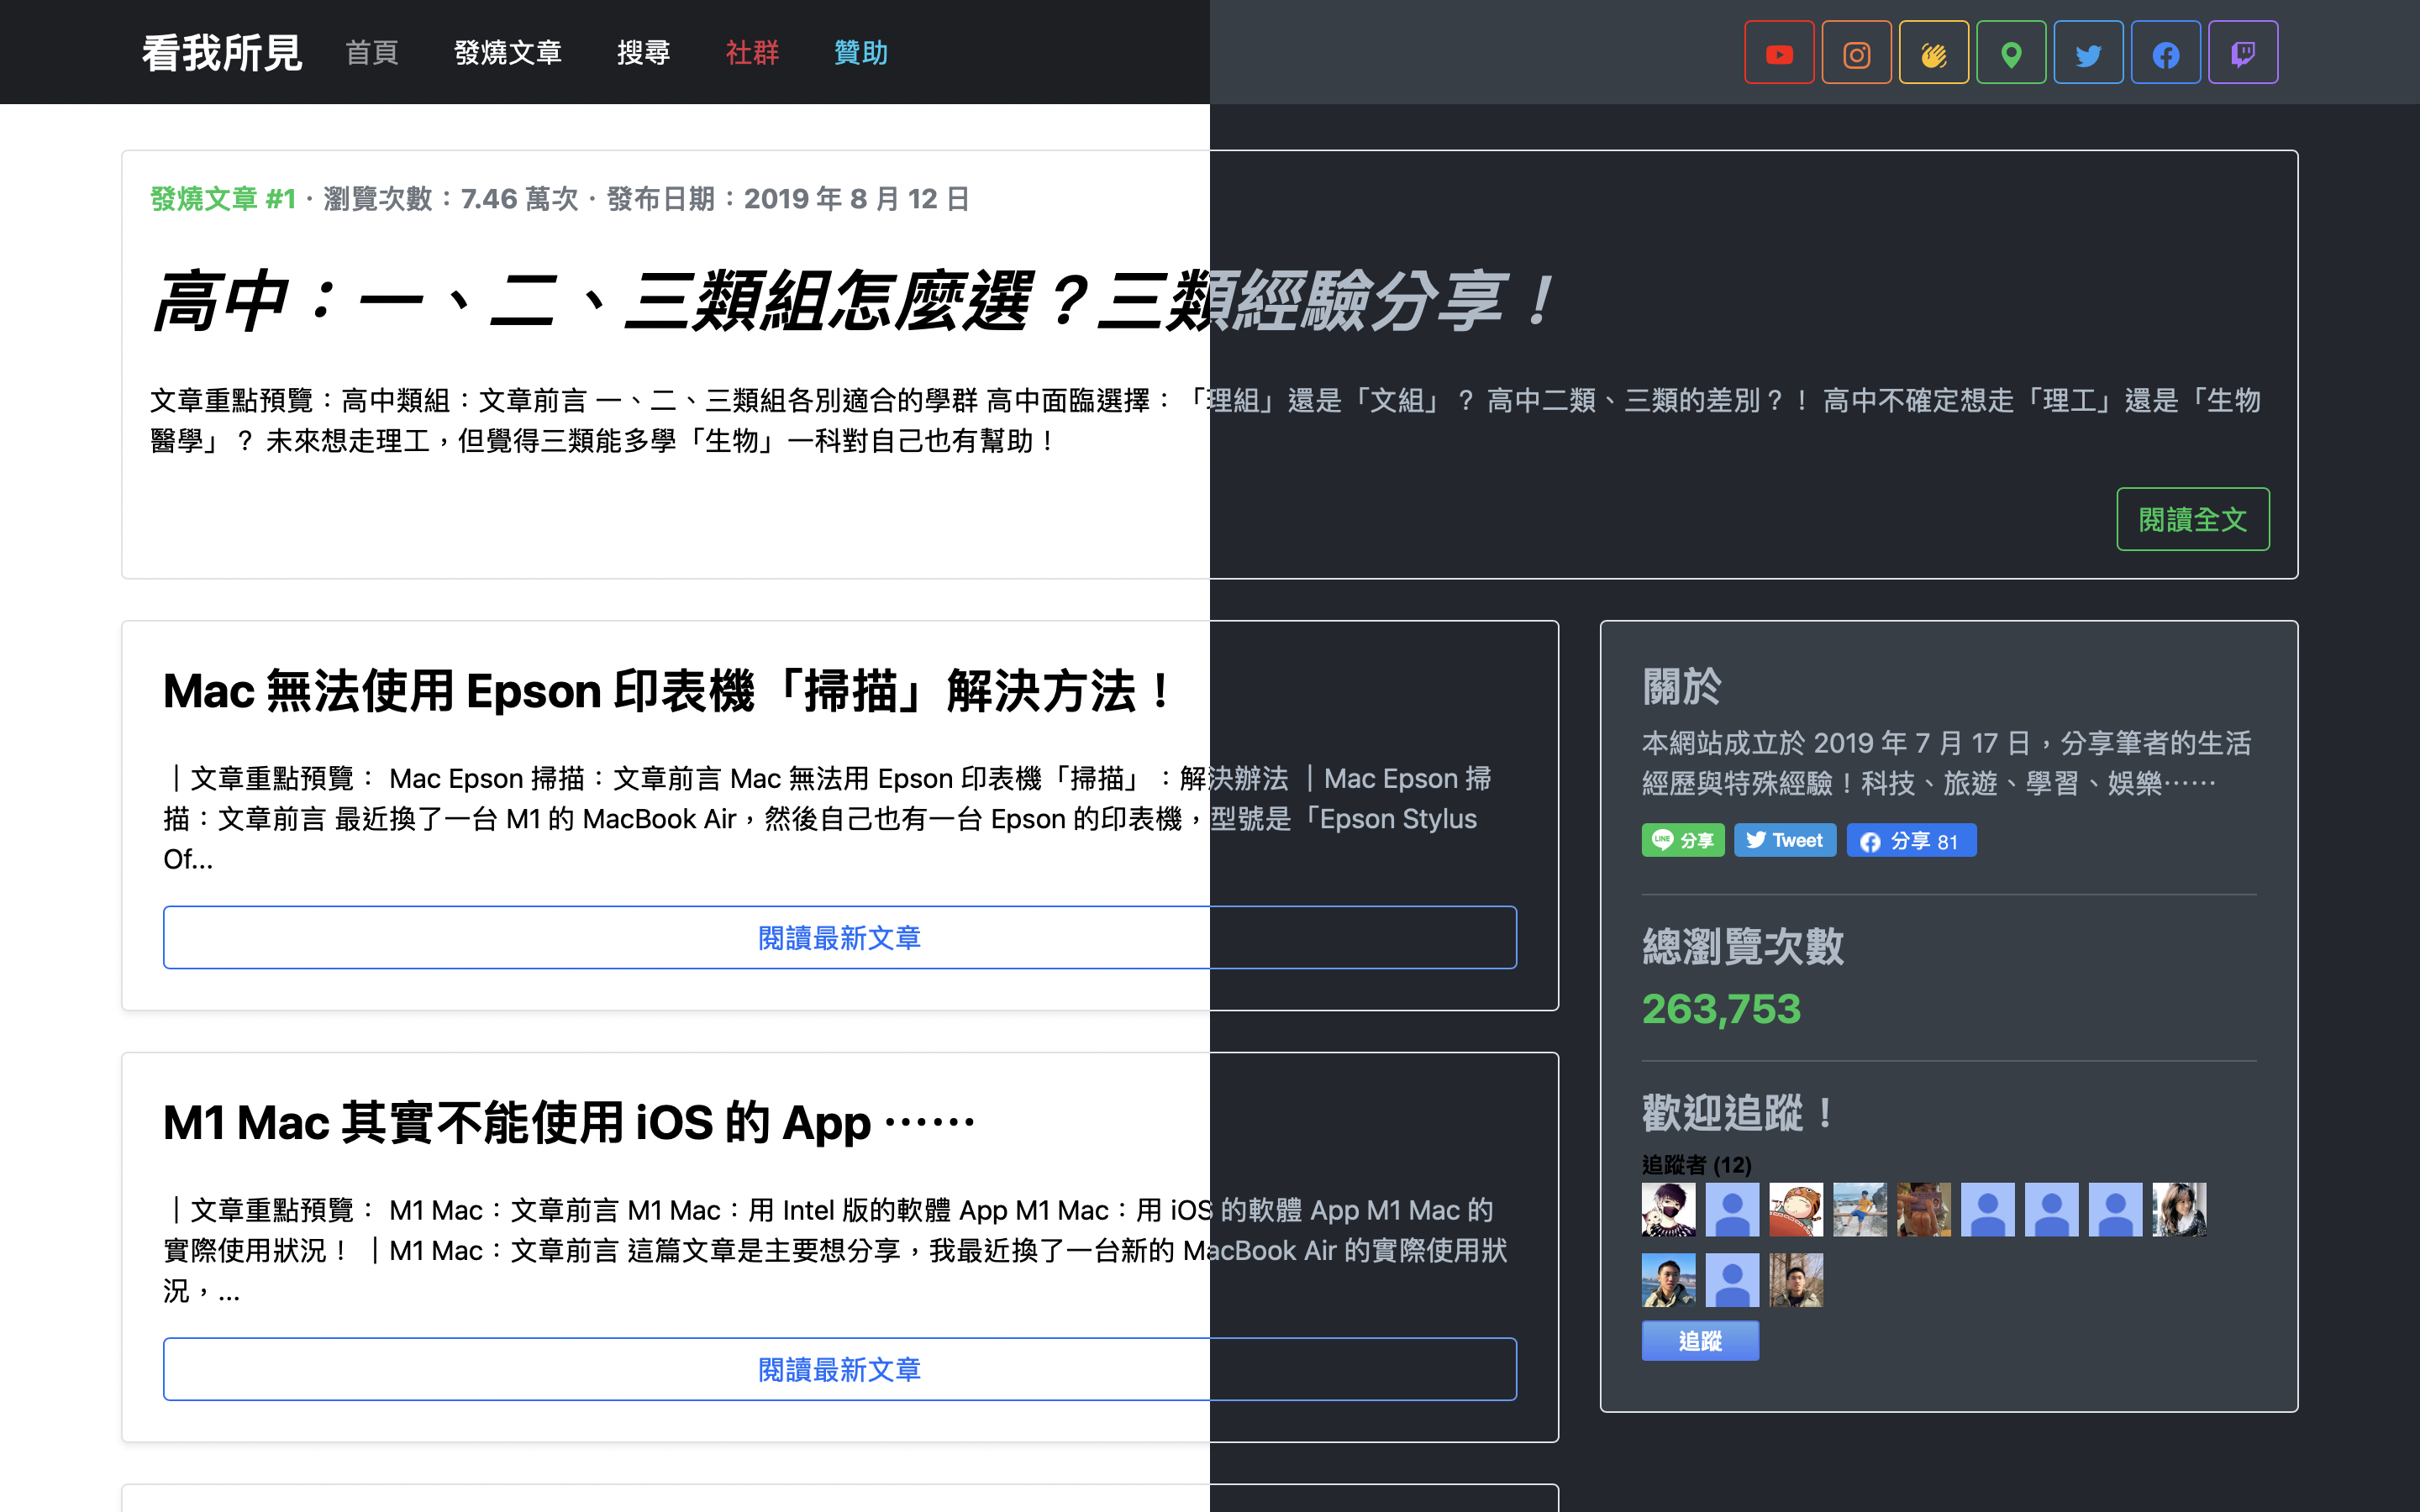 看我所見 首頁 發燒文章 搜尋 社群 贊助
發燒文章 #1 · 瀏覽次數：7.46 萬次 · 發布日期：2019 年 8 月 12 日
高中：一、二、三類組怎麼選？三類經驗分享！
文章重點預覽：高中類組：文章前言 一、二、三類組各別適合的學群 高中面臨選擇：「理組」還是「文組」？ 高中二類、三類的差別？！ 高中不確定想走「理工」還是「生物
醫學」？ 未來想走理工，但覺得三類能多學「生物」一科對自己也有幫助！
閱讀全文
Mac 無法使用 Epson 印表機「掃描」解決方法！
｜文章重點預覽： Mac Epson 掃描：文章前言 Mac 無法用 Epson 印表機「掃描」：解決辦法 ｜Mac Epson 掃
描：文章前言 最近換了一台 M1 的 MacBook Air，然後自己也有一台 Epson 的印表機，型號是「Epson Stylus
Of...
閱讀最新文章
M1 Mac 其實不能使用 iOS 的 App ⋯⋯
｜文章重點預覽： M1 Mac：文章前言 M1 Mac：用 Intel 版的軟體 App M1 Mac：用 iOS 的軟體 App M1 Mac 的
實際使用狀況！ ｜M1 Mac：文章前言 這篇文章是主要想分享，我最近換了一台新的 MacBook Air 的實際使用狀
況，...
閱讀最新文章
關於
本網站成立於 2019 年 7 月 17 日，分享筆者的生活
經歷與特殊經驗！科技、旅遊、學習、娛樂⋯⋯
LINE 分享 Tweet 分享 81
總瀏覽次數
263,753
歡迎追蹤！
追蹤者 (12)
追蹤